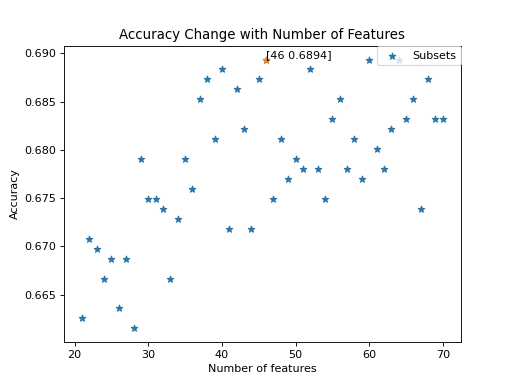 Accuracy Change with Number of Features
[46 0.6894]
Subsets
0.690
0.685
0.680
0.675
0.670
0.665
Accuracy
20 30 40 50 60 70
Number of features